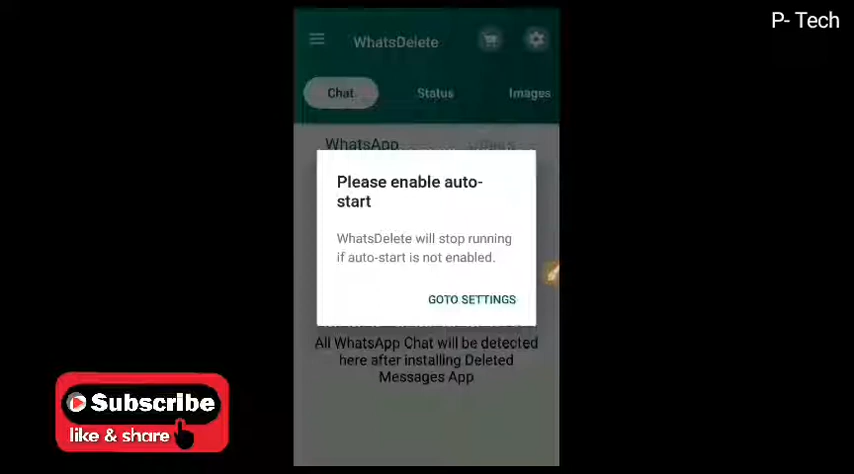 P- Tech
WhatsDelete
Chat Status Images
WhatsApp
Please enable auto-
start
WhatsDelete will stop running
if auto-start is not enabled.
GOTO SETTINGS
All WhatsApp Chat will be detected
here after installing Deleted
Messages App
Subscribe
like & share